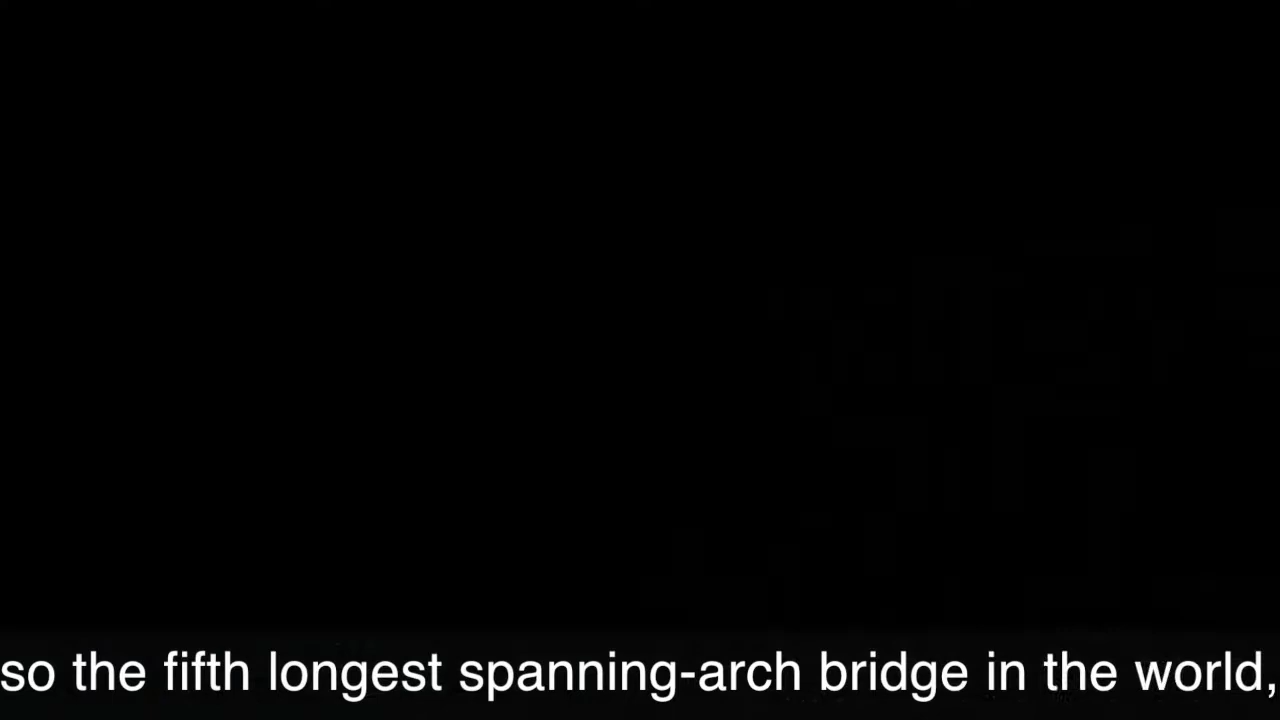 so the fifth longest spanning-arch bridge in the world,